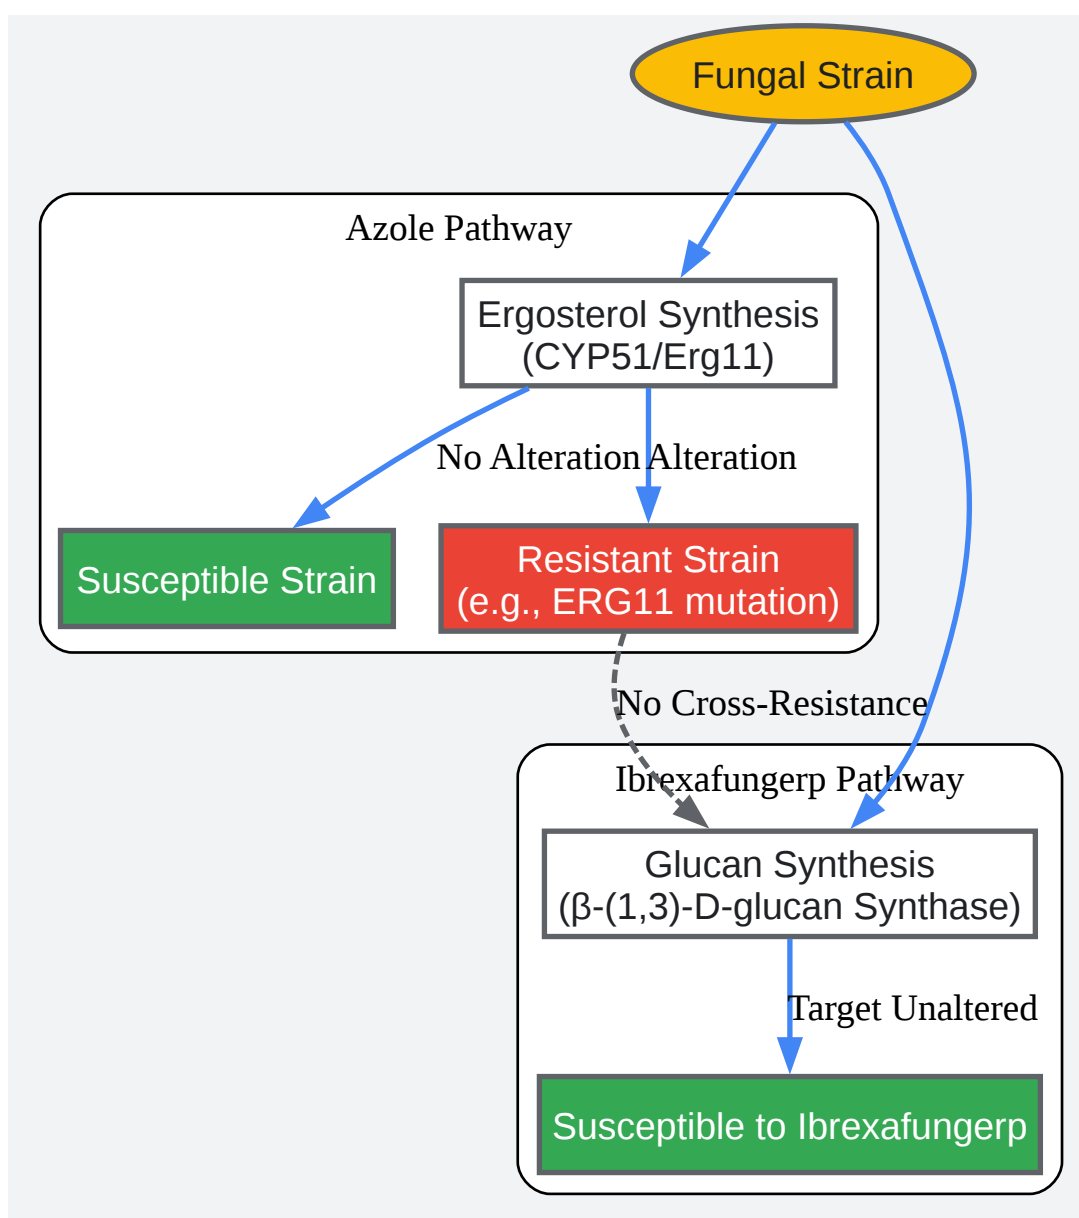 Fungal Strain
Azole Pathway
Ergosterol Synthesis
(CYP51/Erg11)
No Alteration
Alteration
Susceptible Strain
Resistant Strain
(e.g., ERG11 mutation)
No Cross-Resistance
Ibrexafungerp Pathway
Glucan Synthesis
(β-(1,3)-D-glucan Synthase)
Target Unaltered
Susceptible to Ibrexafungerp